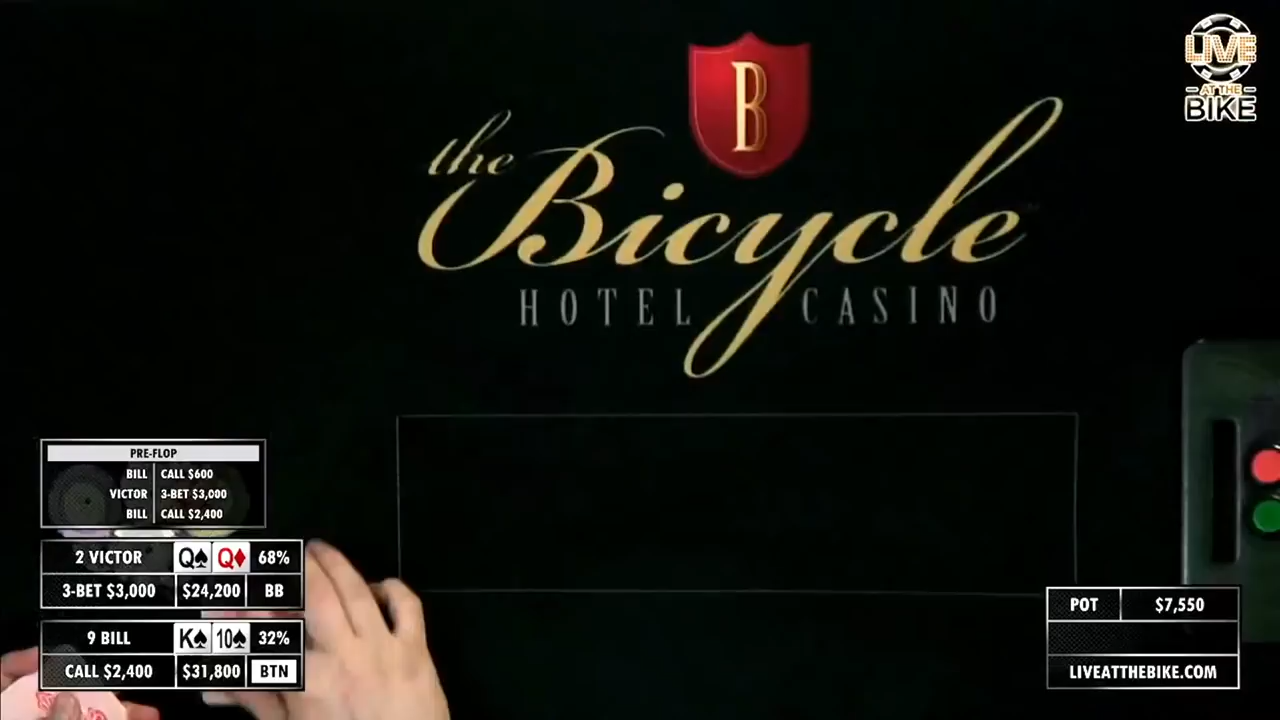 LIVE
AT THE
BIKE
B
the
Bicycle
HOTEL CASINO
PRE-FLOP
BILL CALL $600
VICTOR 3-BET $3,000
BILL CALL $2,400
2 VICTOR Q♠ Q♦ 68%
3-BET $3,000 $24,200 BB
9 BILL K♠ 10♠ 32%
CALL $2,400 $31,800 BTN
POT $7,550
LIVEATTHEBIKE.COM